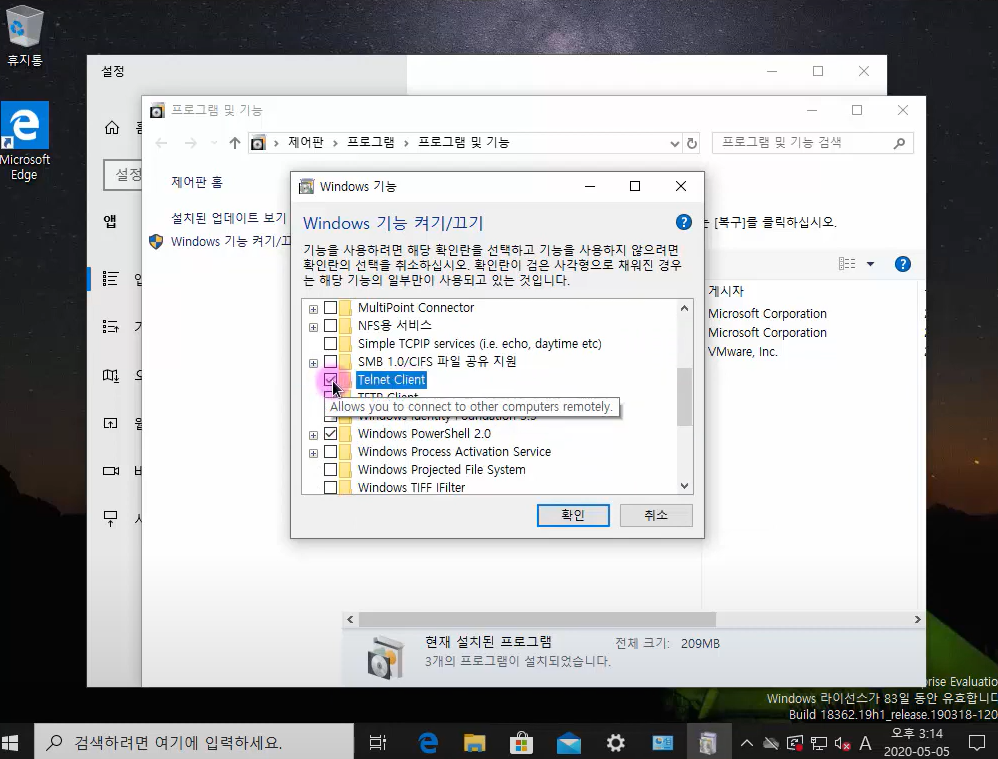 휴지통
Microsoft
Edge
설정
설정
앱
프로그램 및 기능
제어판 › 프로그램 › 프로그램 및 기능
프로그램 및 기능 검색
제어판 홈
설치된 업데이트 보기
Windows 기능 켜기/끄
[복구]를 클릭하십시오.
게시자
Microsoft Corporation
Microsoft Corporation
VMware, Inc.
Windows 기능
Windows 기능 켜기/끄기
기능을 사용하려면 해당 확인란을 선택하고 기능을 사용하지 않으려면
확인란의 선택을 취소하십시오. 확인란이 검은 사각형으로 채워진 경우
는 해당 기능의 일부만이 사용되고 있는 것입니다.
MultiPoint Connector
NFS용 서비스
Simple TCPIP services (i.e. echo, daytime etc)
SMB 1.0/CIFS 파일 공유 지원
Telnet Client
TFTP Client
Allows you to connect to other computers remotely.
Windows Identity Foundation 3.5
Windows PowerShell 2.0
Windows Process Activation Service
Windows Projected File System
Windows TIFF IFilter
확인
취소
현재 설치된 프로그램 전체 크기: 209MB
3개의 프로그램이 설치되었습니다.
prise Evaluatio
Windows 라이선스가 83일 동안 유효합니다
Build 18362.19h1_release.190318-120
검색하려면 여기에 입력하세요.
A
오후 3:14
2020-05-05